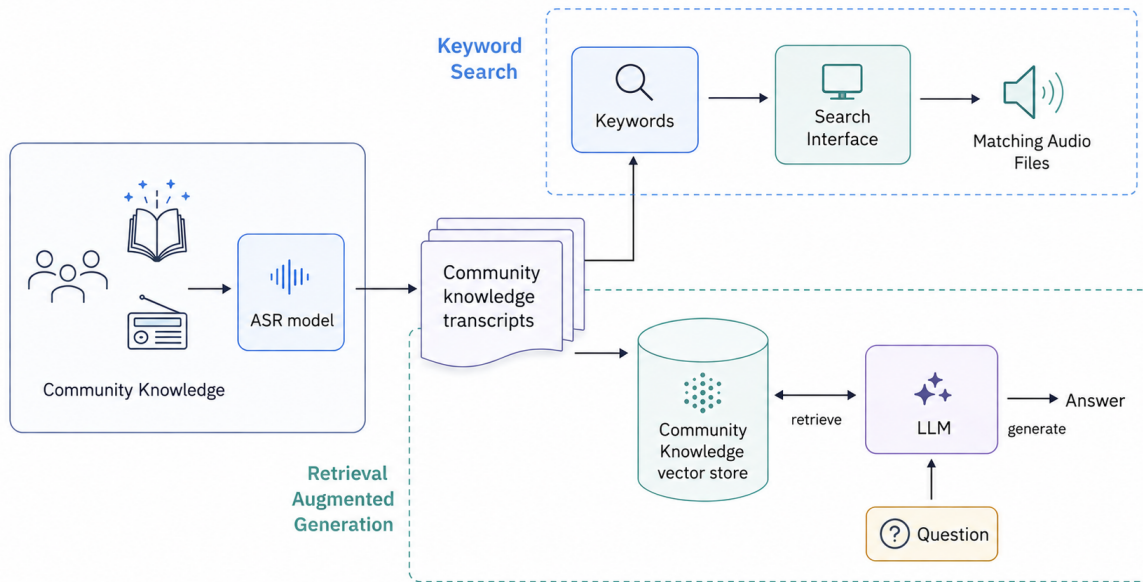 Keyword
Search
Keywords
Search
Interface
Matching Audio
Files
Community
knowledge
transcripts
ASR model
Community Knowledge
Community
Knowledge
vector store
retrieve
LLM
generate
Answer
Question
?
Retrieval
Augmented
Generation